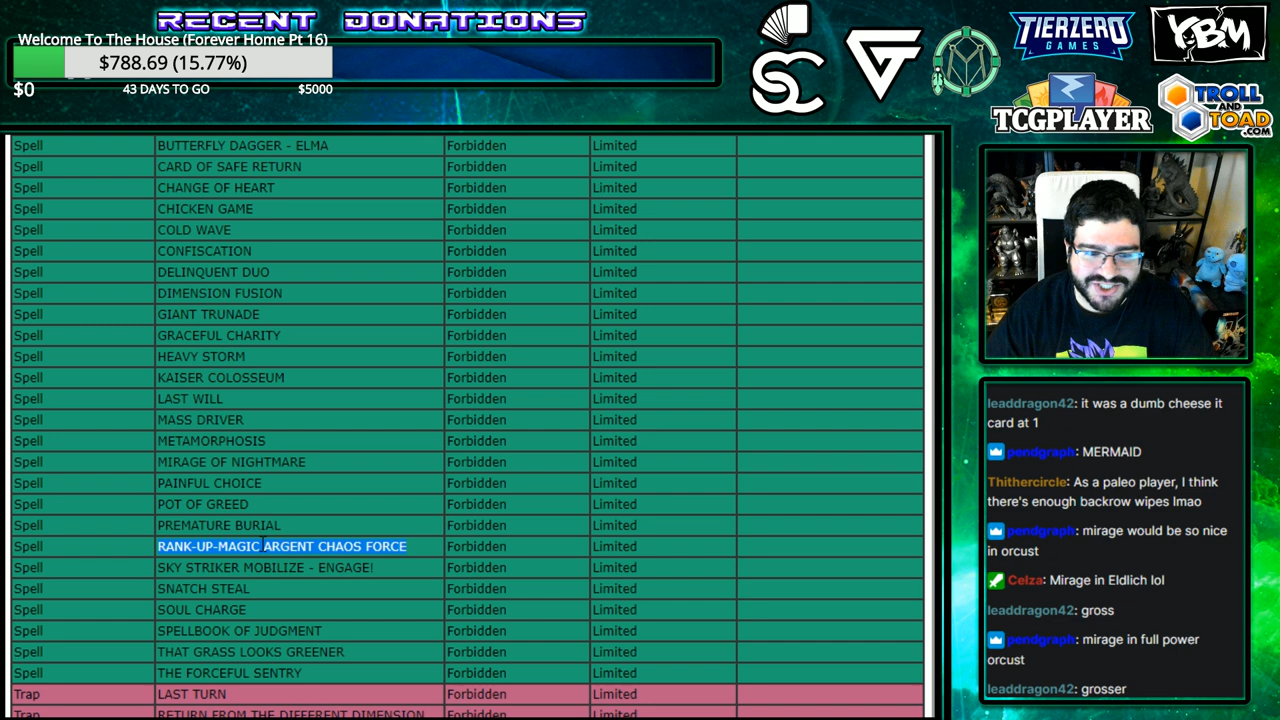 RECENT DONATIONS
Welcome To The House (Forever Home Pt 16)
$788.69 (15.77%)
$0 43 DAYS TO GO $5000
SC
TIERZERO
GAMES
YBM
TCGPLAYER
TROLL
AND
TOAD
.COM
Spell BUTTERFLY DAGGER - ELMA Forbidden Limited
Spell CARD OF SAFE RETURN Forbidden Limited
Spell CHANGE OF HEART Forbidden Limited
Spell CHICKEN GAME Forbidden Limited
Spell COLD WAVE Forbidden Limited
Spell CONFISCATION Forbidden Limited
Spell DELINQUENT DUO Forbidden Limited
Spell DIMENSION FUSION Forbidden Limited
Spell GIANT TRUNADE Forbidden Limited
Spell GRACEFUL CHARITY Forbidden Limited
Spell HEAVY STORM Forbidden Limited
Spell KAISER COLOSSEUM Forbidden Limited
Spell LAST WILL Forbidden Limited
Spell MASS DRIVER Forbidden Limited
Spell METAMORPHOSIS Forbidden Limited
Spell MIRAGE OF NIGHTMARE Forbidden Limited
Spell PAINFUL CHOICE Forbidden Limited
Spell POT OF GREED Forbidden Limited
Spell PREMATURE BURIAL Forbidden Limited
Spell RANK-UP-MAGIC ARGENT CHAOS FORCE Forbidden Limited
Spell SKY STRIKER MOBILIZE - ENGAGE! Forbidden Limited
Spell SNATCH STEAL Forbidden Limited
Spell SOUL CHARGE Forbidden Limited
Spell SPELLBOOK OF JUDGMENT Forbidden Limited
Spell THAT GRASS LOOKS GREENER Forbidden Limited
Spell THE FORCEFUL SENTRY Forbidden Limited
Trap LAST TURN Forbidden Limited
Trap RETURN FROM THE DIFFERENT DIMENSION Forbidden Limited
leaddragon42: it was a dumb cheese it
card at 1
pendgraph: MERMAID
Thithercircle: As a paleo player, I think
there's enough backrow wipes lmao
pendgraph: mirage would be so nice
in orcust
Celza: Mirage in Eldlich lol
leaddragon42: gross
pendgraph: mirage in full power
orcust
leaddragon42: grosser